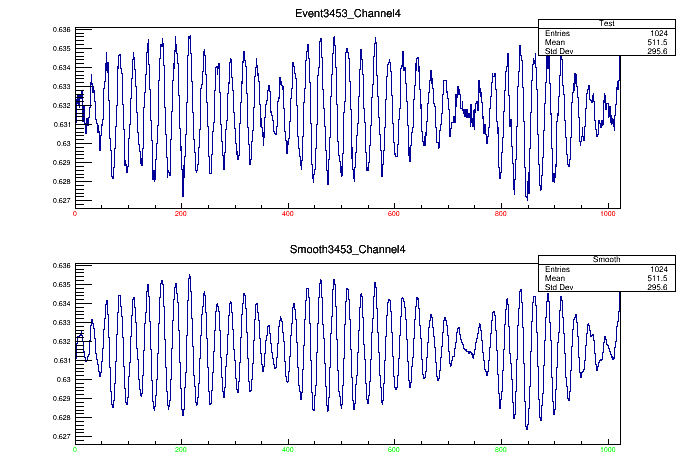 Event3453_Channel4
Test
Entries 1024
Mean 511.5
Std Dev 295.6
0.636
0.635
0.634
0.633
0.632
0.631
0.63
0.629
0.628
0.627
0 200 400 600 800 1000
Smooth3453_Channel4
Smooth
Entries 1024
Mean 511.5
Std Dev 295.6
0.636
0.635
0.634
0.633
0.632
0.631
0.63
0.629
0.628
0.627
0 200 400 600 800 1000